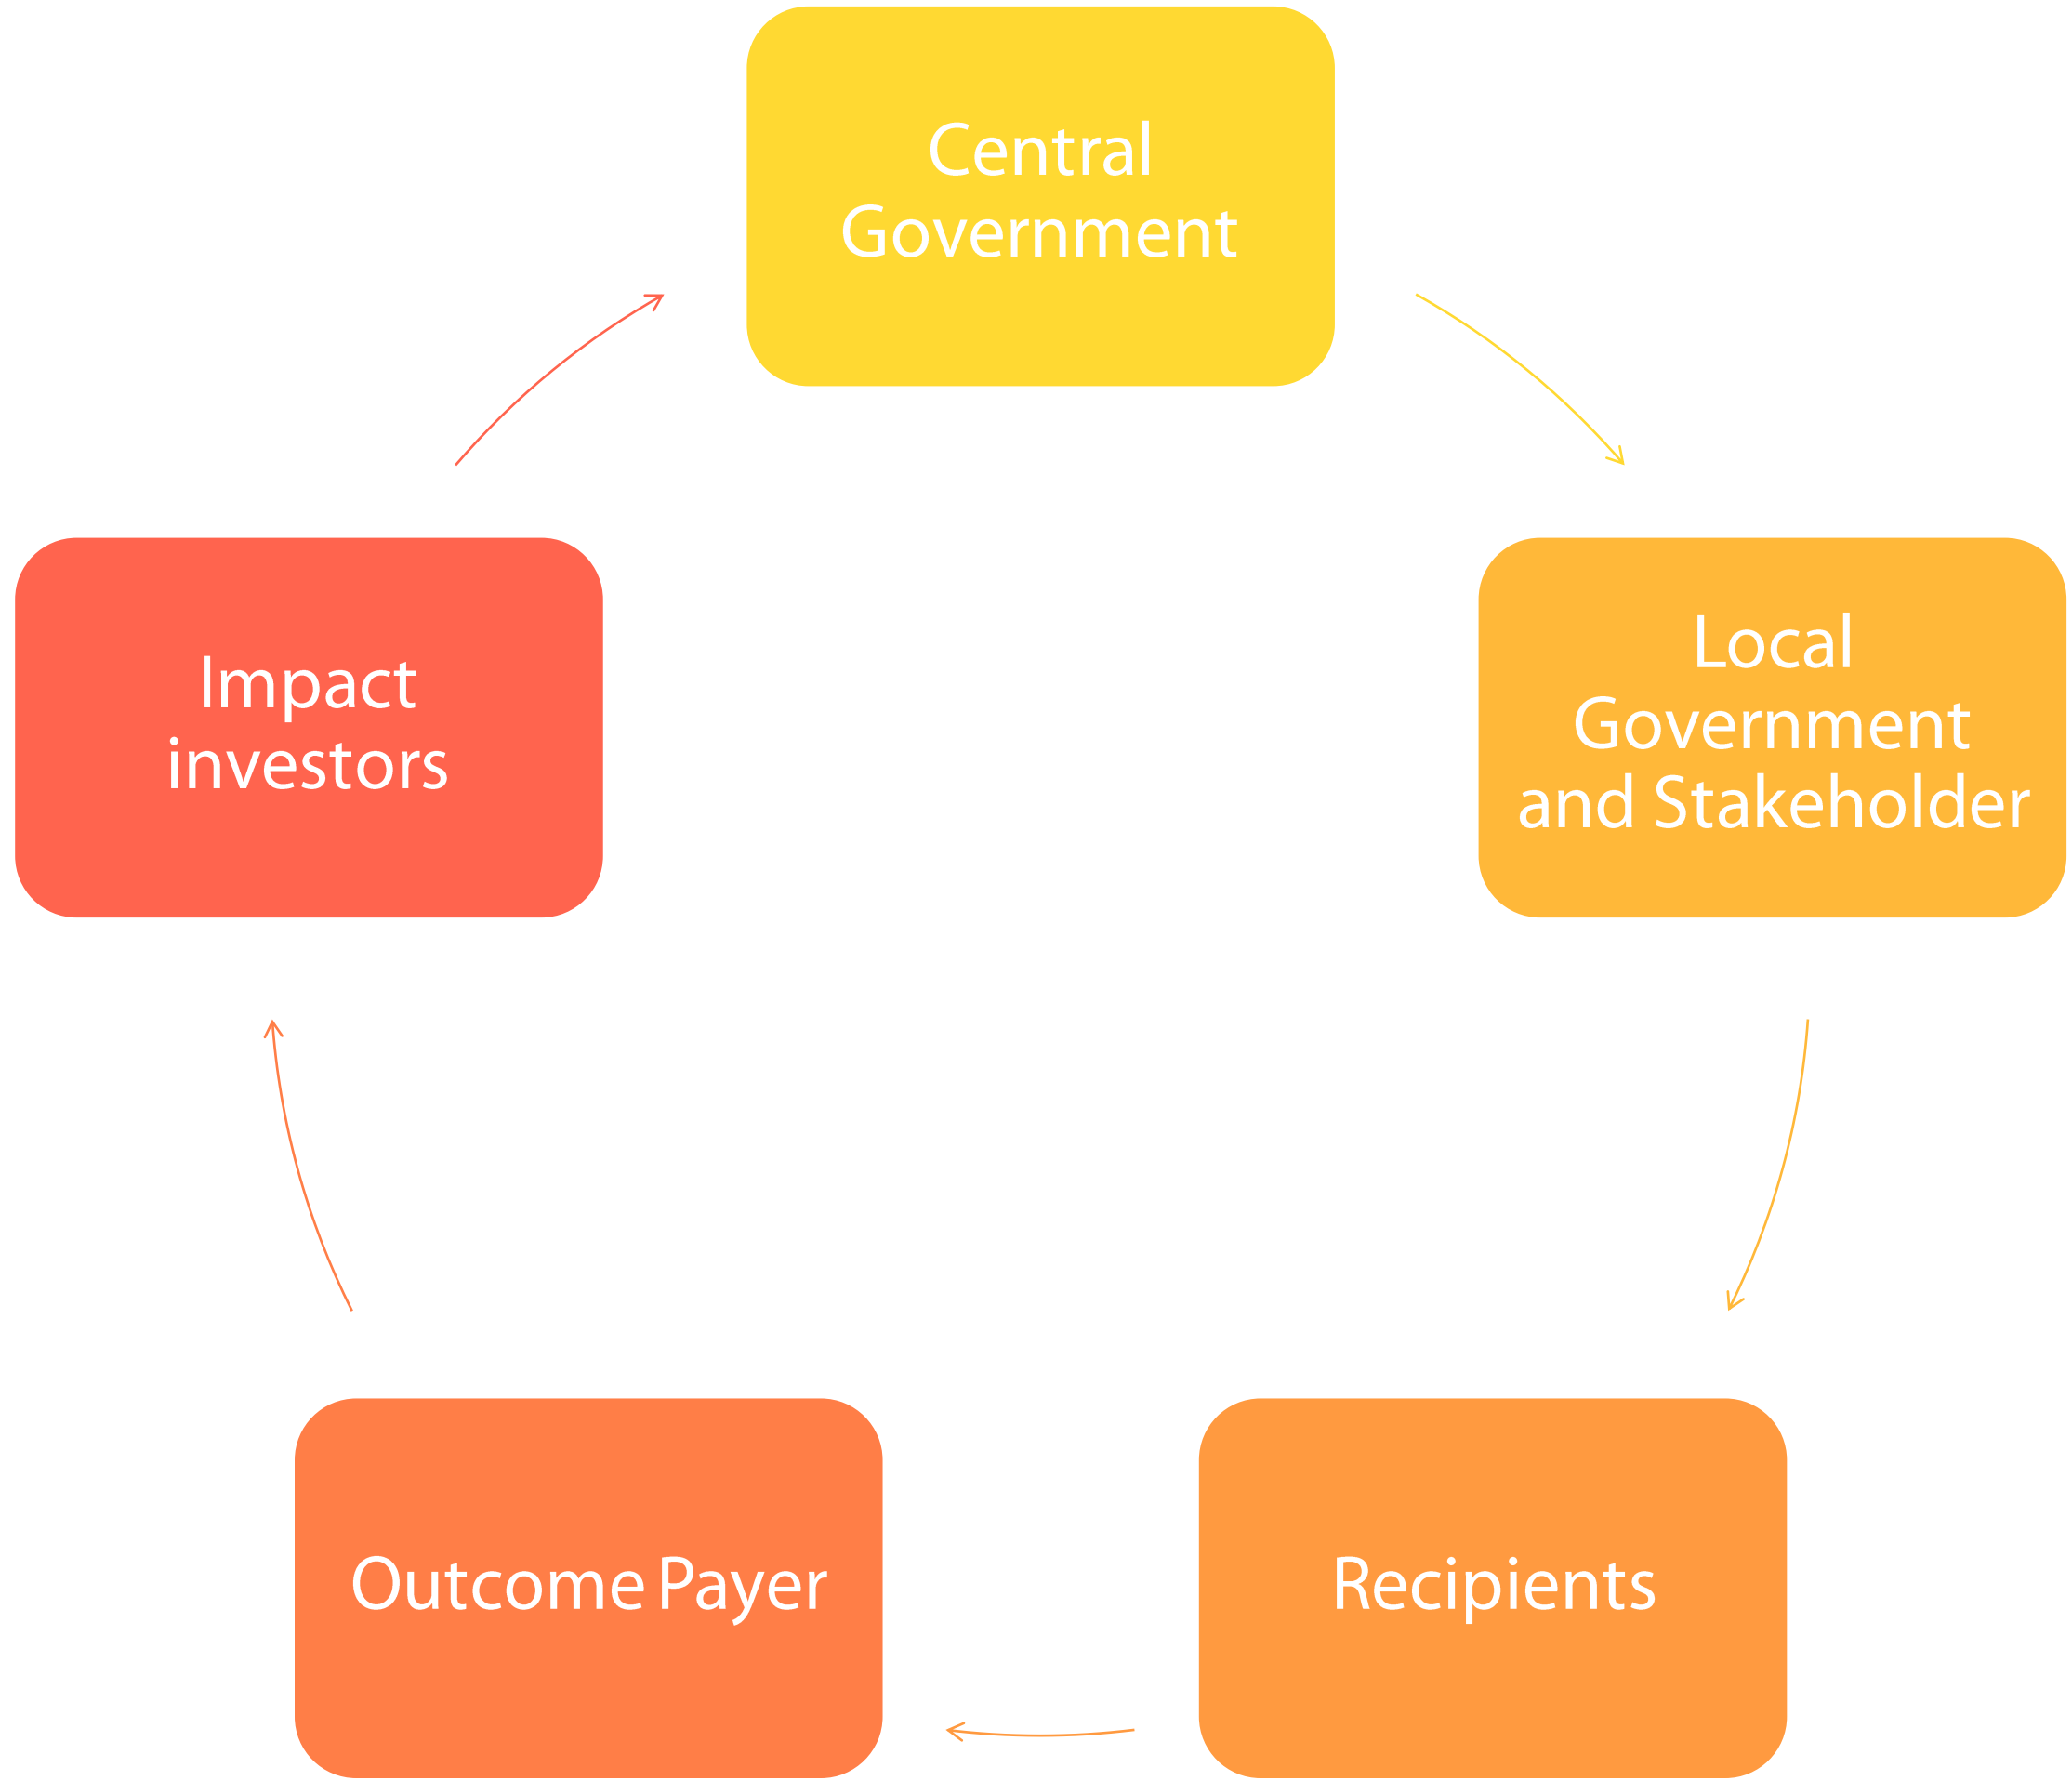 Central
Government
Impact
investors
Local
Government
and Stakeholder
Outcome Payer
Recipients